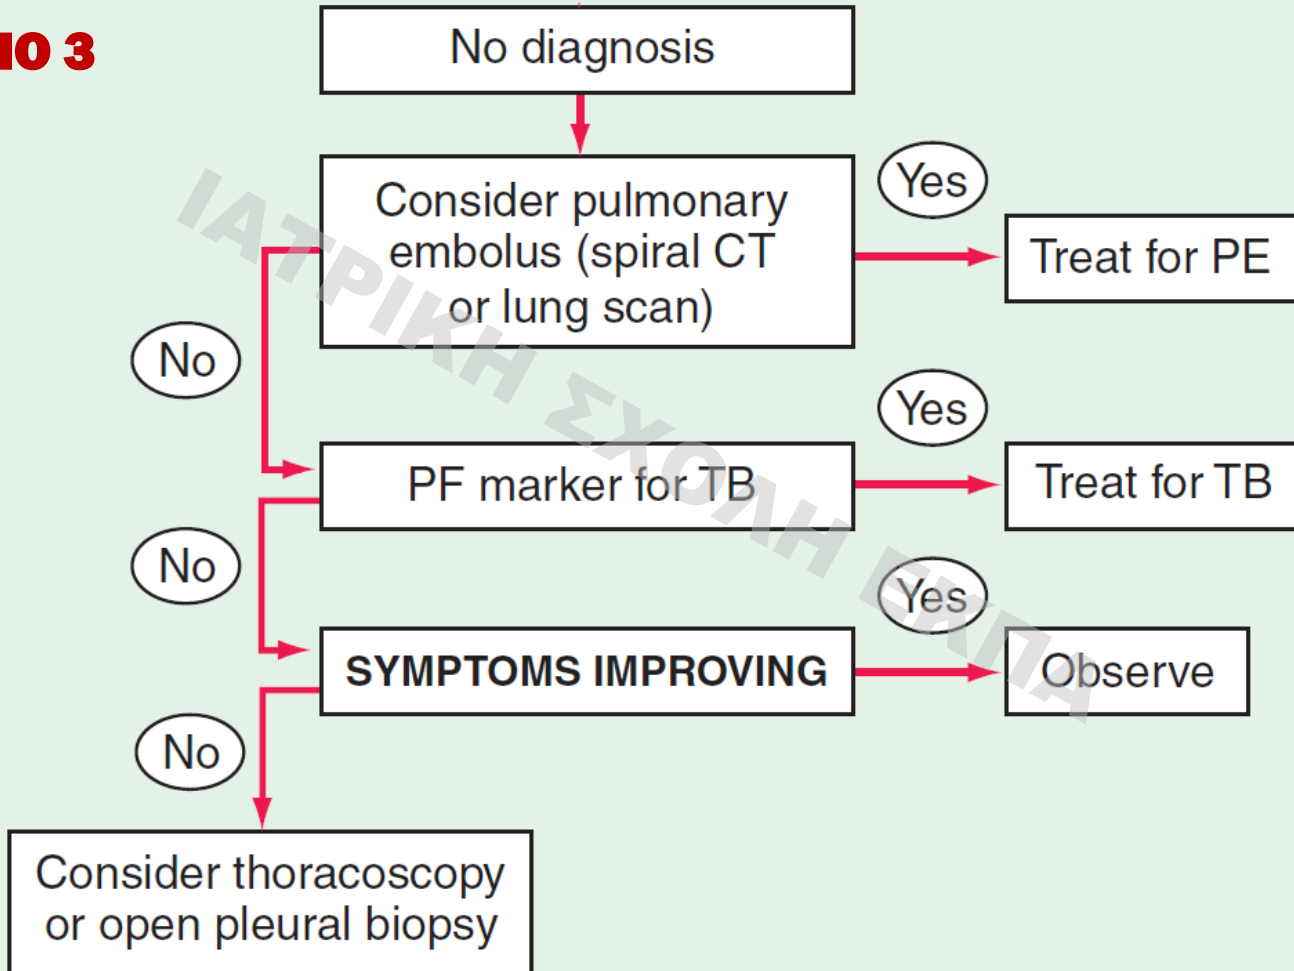 3
No diagnosis
Consider pulmonary
embolus (spiral CT
or lung scan)
Yes
Treat for PE
No
PF marker for TB
Yes
Treat for TB
No
SYMPTOMS IMPROVING
Yes
Observe
No
Consider thoracoscopy
or open pleural biopsy
ΙΑΤΡΙΚΗ ΣΧΟΛΗ ΕΚΠΑ